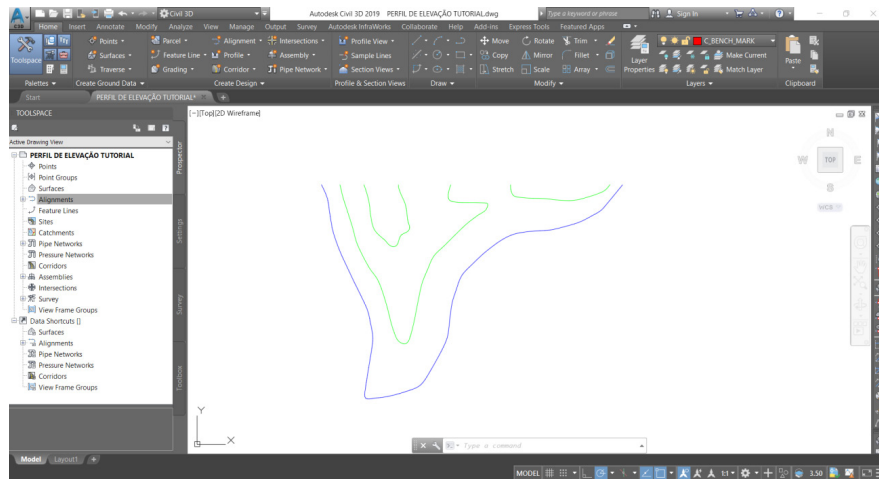 Civil 3D
Autodesk Civil 3D 2019 PERFIL DE ELEVAÇÃO TUTORIAL.dwg
Type a keyword or phrase
Sign In
Home Insert Annotate Modify Analyze View Manage Output Survey Autodesk InfraWorks Collaborate Help Add-ins Express Tools Featured Apps
Toolspace
Points
Surfaces
Traverse
Parcel
Feature Line
Grading
Alignment
Profile
Corridor
Intersections
Assembly
Pipe Network
Profile View
Sample Lines
Section Views
Move
Copy
Stretch
Rotate
Mirror
Scale
Trim
Fillet
Array
Layer
Properties
C_BENCH_MARK
Make Current
Match Layer
Paste
Palettes Create Ground Data Create Design Profile & Section Views Draw Modify Layers Clipboard
Start PERFIL DE ELEVAÇÃO TUTORIAL*
TOOLSPACE
Active Drawing View
PERFIL DE ELEVAÇÃO TUTORIAL
Points
Point Groups
Surfaces
Alignments
Feature Lines
Sites
Catchments
Pipe Networks
Pressure Networks
Corridors
Assemblies
Intersections
Survey
View Frame Groups
Data Shortcuts []
Surfaces
Alignments
Pipe Networks
Pressure Networks
Corridors
View Frame Groups
Prospector
Settings
Survey
Toolbox
[−][Top][2D Wireframe]
N
W TOP E
S
WCS
Y
X
Type a command
Model Layout1
MODEL 1:1 3.50